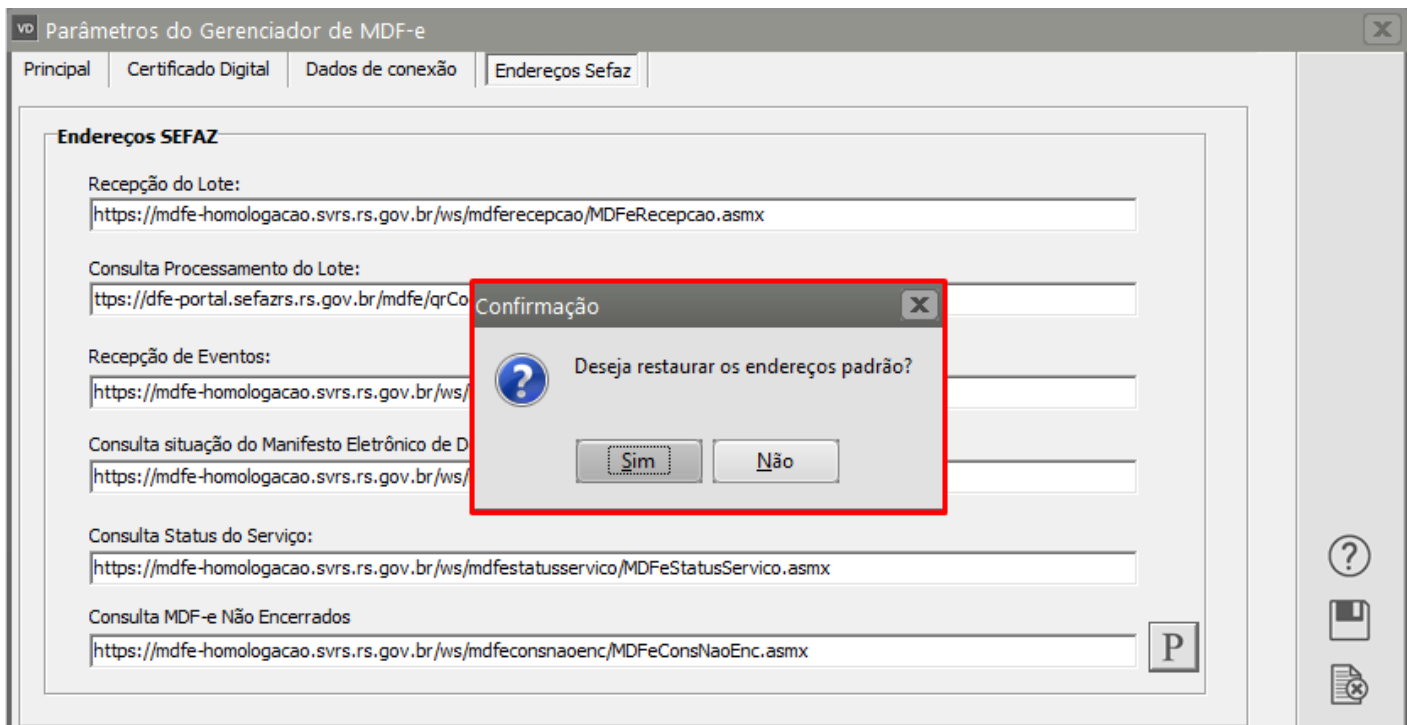 VD Parâmetros do Gerenciador de MDF-e
Principal Certificado Digital Dados de conexão Endereços Sefaz
Endereços SEFAZ
Recepção do Lote:
https://mdfe-homologacao.svrs.rs.gov.br/ws/mdferecepcao/MDFeRecepcao.asmx
Consulta Processamento do Lote:
ttps://dfe-portal.sefazrs.rs.gov.br/mdfe/qrCo
Recepção de Eventos:
https://mdfe-homologacao.svrs.rs.gov.br/ws/
Consulta situação do Manifesto Eletrônico de D
https://mdfe-homologacao.svrs.rs.gov.br/ws/
Consulta Status do Serviço:
https://mdfe-homologacao.svrs.rs.gov.br/ws/mdfestatusservico/MDFeStatusServico.asmx
Consulta MDF-e Não Encerrados
https://mdfe-homologacao.svrs.rs.gov.br/ws/mdfeconsnaoenc/MDFeConsNaoEnc.asmx
P
Confirmação
Deseja restaurar os endereços padrão?
Sim Não